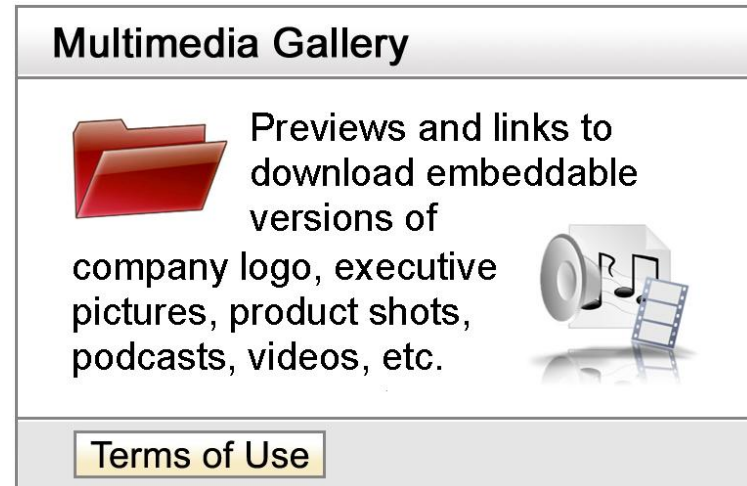 Multimedia Gallery
Previews and links to
download embeddable
versions of
company logo, executive
pictures, product shots,
podcasts, videos, etc.
Terms of Use